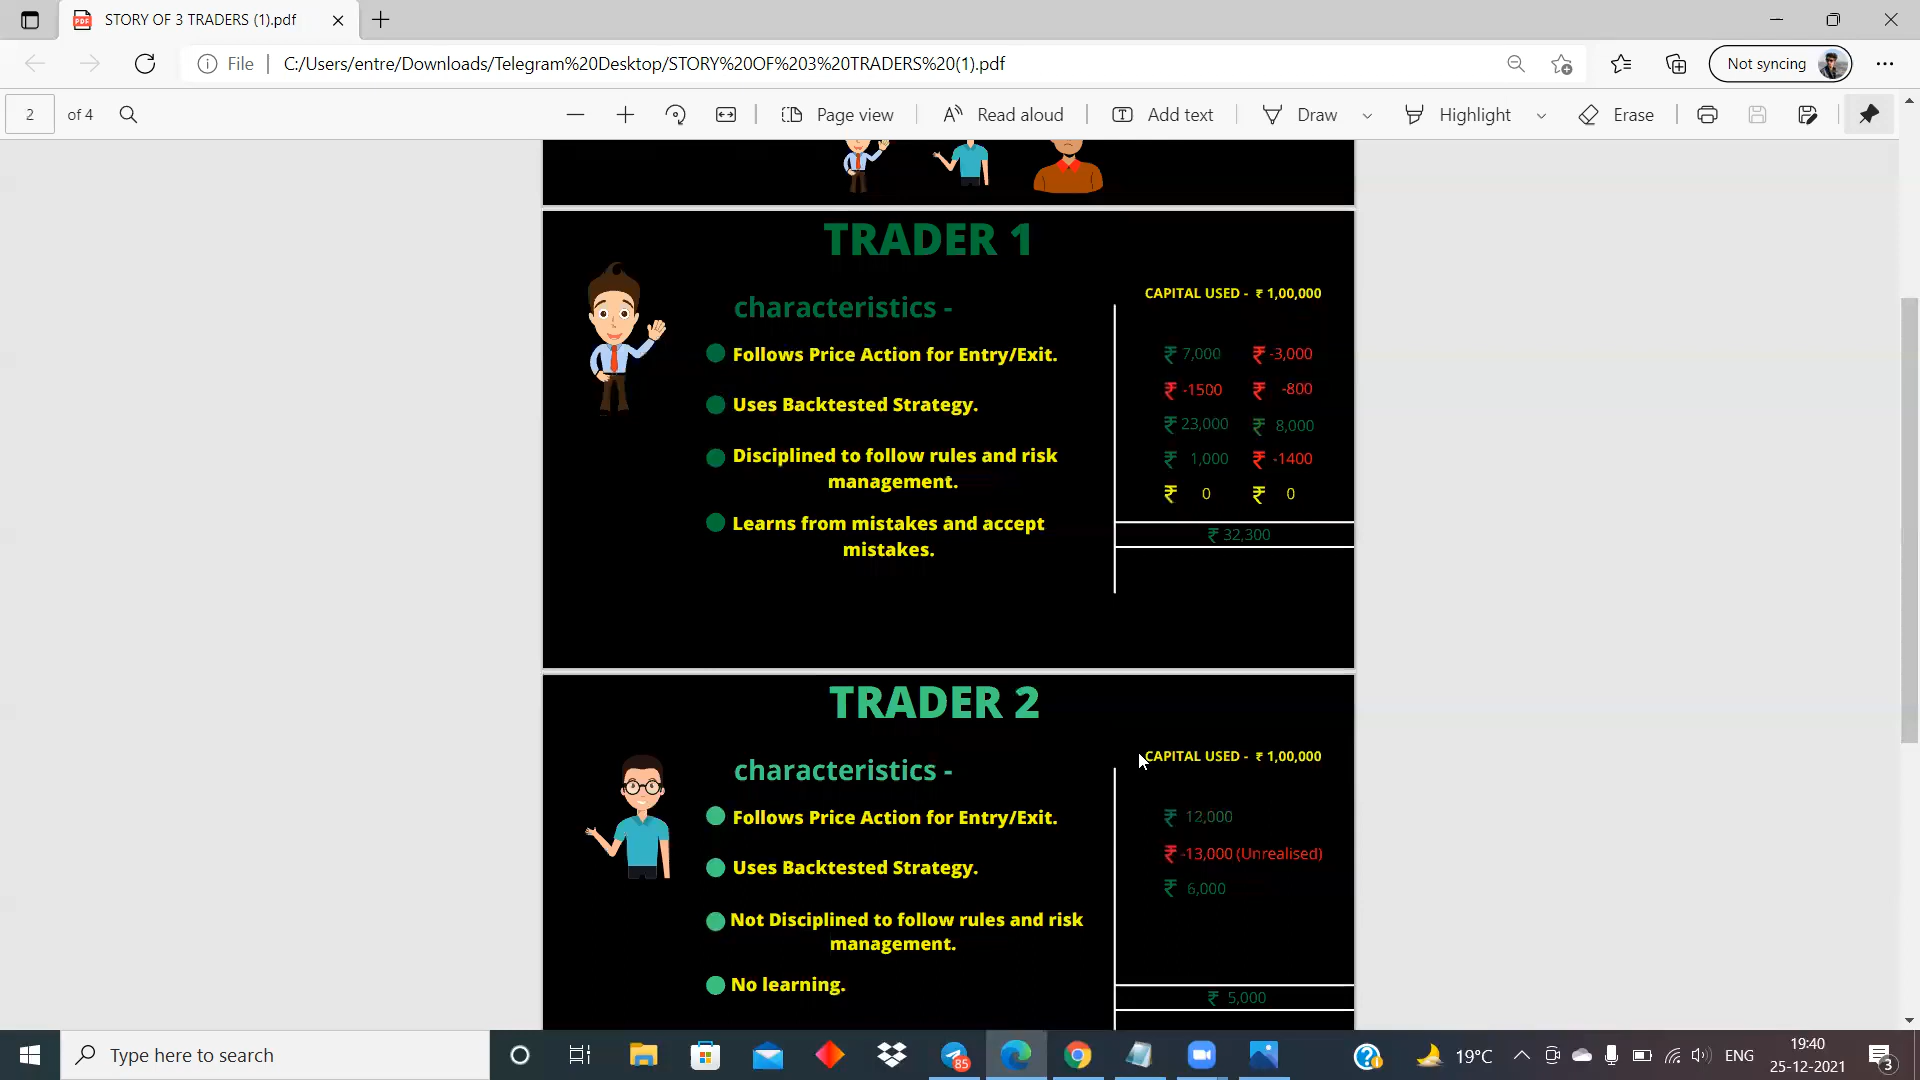 STORY OF 3 TRADERS (1).pdf
File
C:/Users/entre/Downloads/Telegram%20Desktop/STORY%20OF%203%20TRADERS%20(1).pdf
Not syncing
2 of 4
Page view
Read aloud
Add text
Draw
Highlight
Erase
TRADER 1
characteristics -
CAPITAL USED - ₹ 1,00,000
Follows Price Action for Entry/Exit.
Uses Backtested Strategy.
Disciplined to follow rules and risk
management.
Learns from mistakes and accept
mistakes.
₹ 7,000 ₹ -3,000
₹ -1500 ₹ -800
₹ 23,000 ₹ 8,000
₹ 1,000 ₹ -1400
₹ 0 ₹ 0
₹ 32,300
TRADER 2
characteristics -
CAPITAL USED - ₹ 1,00,000
Follows Price Action for Entry/Exit.
Uses Backtested Strategy.
Not Disciplined to follow rules and risk
management.
No learning.
₹ 12,000
₹ -13,000 (Unrealised)
₹ 6,000
₹ 5,000
Type here to search
85
19°C
ENG
19:40
25-12-2021
3